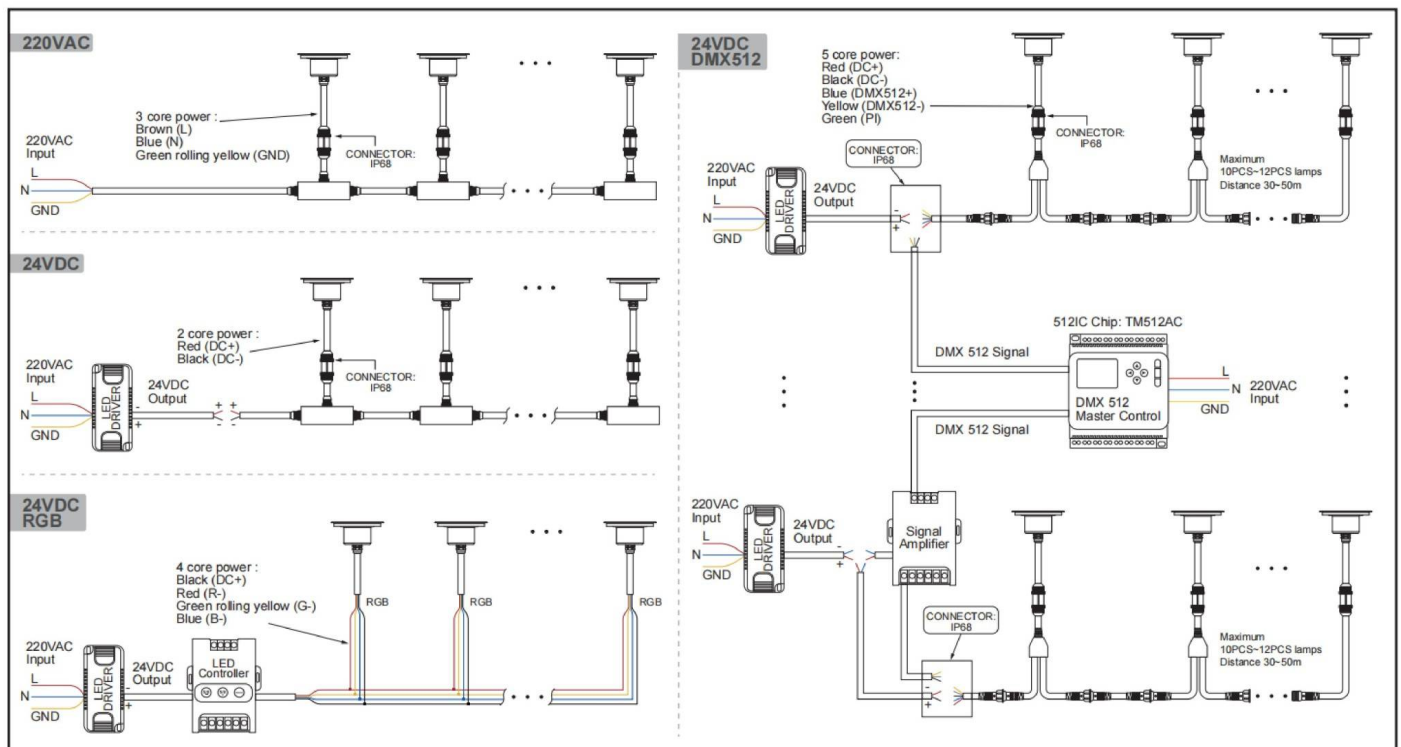 220VAC
3 core power :
Brown (L)
Blue (N)
Green rolling yellow (GND)
CONNECTOR:
IP68
220VAC
Input
L
N
GND
24VDC
2 core power :
Red (DC+)
Black (DC-)
CONNECTOR:
IP68
220VAC
Input
L
N
GND
LED
DRIVER
24VDC
Output
-
+
+ +
- -
24VDC
RGB
4 core power :
Black (DC+)
Red (R-)
Green rolling yellow (G-)
Blue (B-)
RGB
RGB
RGB
220VAC
Input
L
N
GND
LED
DRIVER
24VDC
Output
-
+
LED
Controller
24VDC
DMX512
5 core power:
Red (DC+)
Black (DC-)
Blue (DMX512+)
Yellow (DMX512-)
Green (PI)
CONNECTOR:
IP68
CONNECTOR:
IP68
Maximum
10PCS~12PCS lamps
Distance 30~50m
220VAC
Input
L
N
GND
LED
DRIVER
24VDC
Output
-
+
512IC Chip: TM512AC
DMX 512 Signal
DMX 512
Master Control
L
N
GND
220VAC
Input
DMX 512 Signal
220VAC
Input
L
N
GND
LED
DRIVER
24VDC
Output
-
+
Signal
Amplifier
CONNECTOR:
IP68
-
+
Maximum
10PCS~12PCS lamps
Distance 30~50m